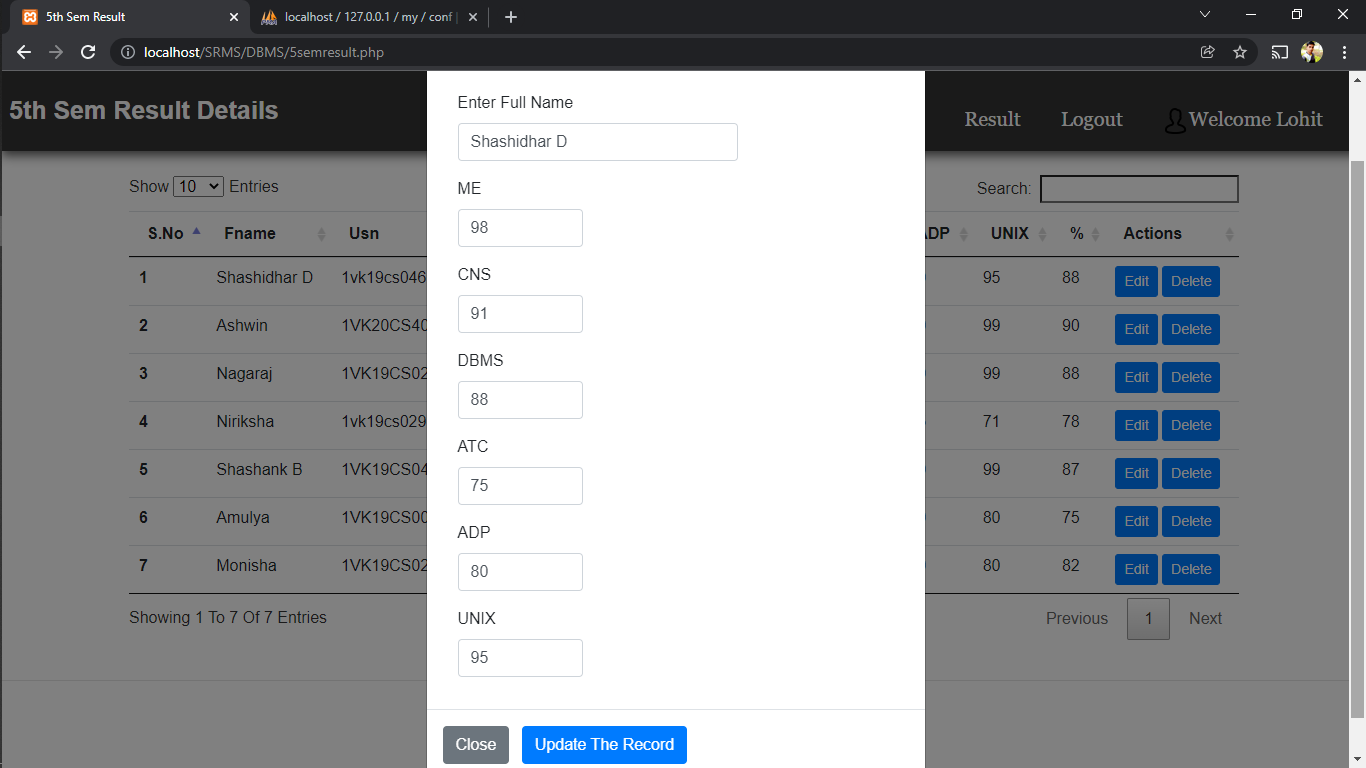 5th Sem Result
localhost / 127.0.0.1 / my / conf
localhost/SRMS/DBMS/5semresult.php
5th Sem Result Details
Result Logout Welcome Lohit
Enter Full Name
Shashidhar D
ME
98
CNS
91
DBMS
88
ATC
75
ADP
80
UNIX
95
Close Update The Record
Show 10 Entries
Search:
S.No Fname Usn UNIX % Actions
1 Shashidhar D 1vk19cs046 95 88 Edit Delete
2 Ashwin 1VK20CS40 99 90 Edit Delete
3 Nagaraj 1VK19CS02 99 88 Edit Delete
4 Niriksha 1vk19cs029 71 78 Edit Delete
5 Shashank B 1VK19CS04 99 87 Edit Delete
6 Amulya 1VK19CS00 80 75 Edit Delete
7 Monisha 1VK19CS02 80 82 Edit Delete
Showing 1 To 7 Of 7 Entries
Previous 1 Next